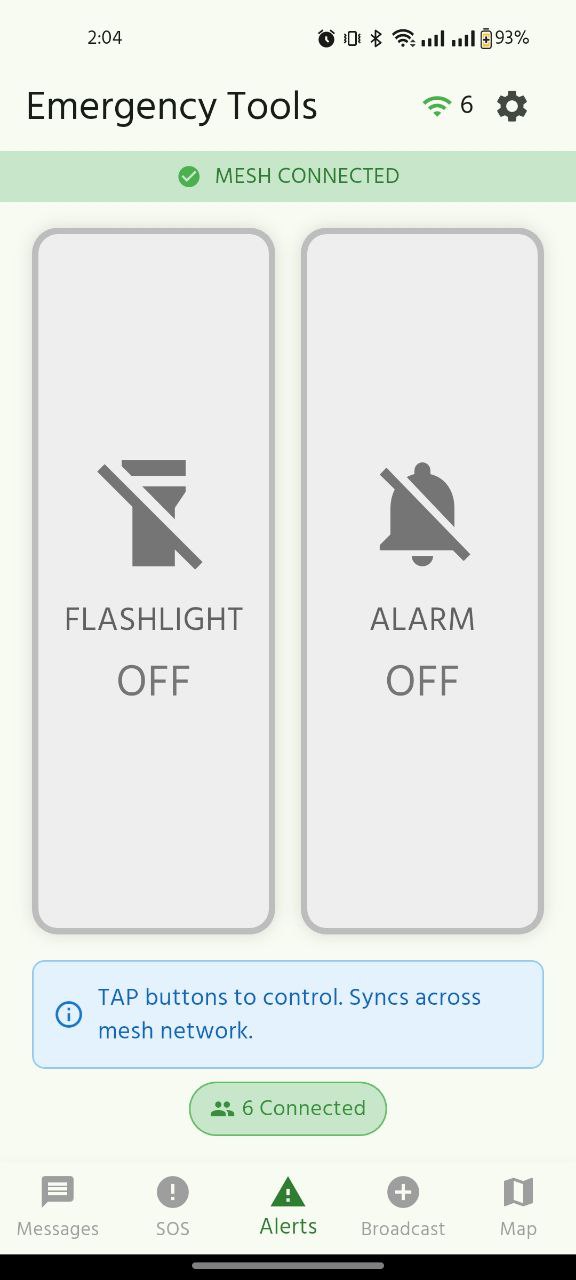 2:04 93%
Emergency Tools 6
MESH CONNECTED
FLASHLIGHT
OFF
ALARM
OFF
TAP buttons to control. Syncs across
mesh network.
6 Connected
Messages SOS Alerts Broadcast Map